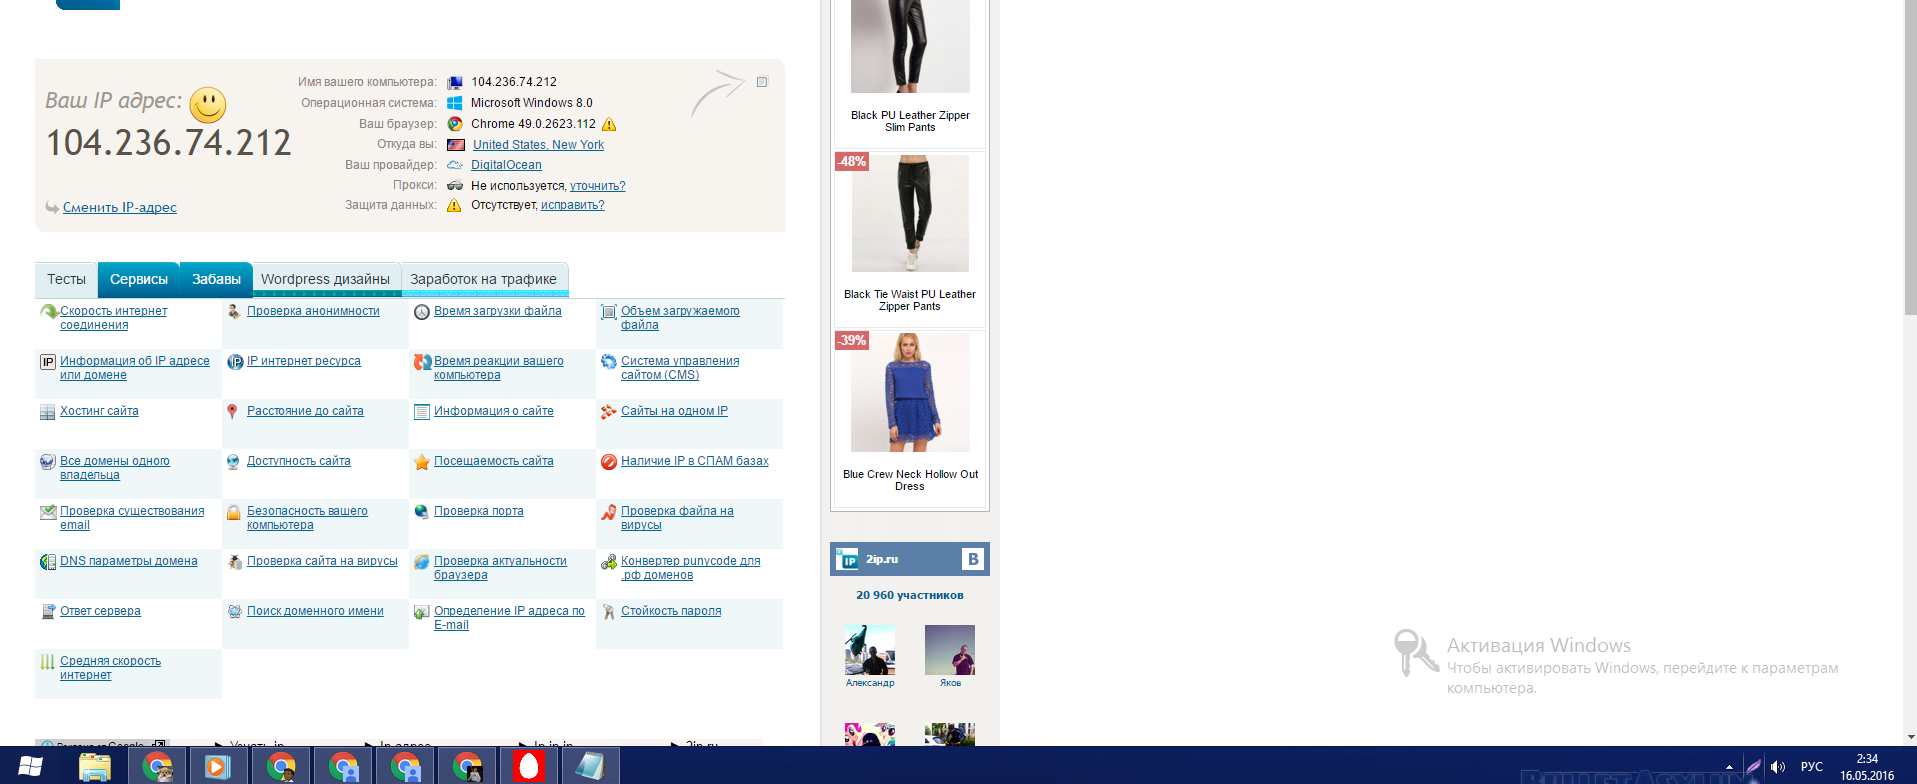 Ваш IP адрес:
104.236.74.212
Сменить IP-адрес
Имя вашего компьютера: 104.236.74.212
Операционная система: Microsoft Windows 8.0
Ваш браузер: Chrome 49.0.2623.112
Откуда вы: United States, New York
Ваш провайдер: DigitalOcean
Прокси: Не используется, уточнить?
Защита данных: Отсутствует, исправить?
Тесты Сервисы Забавы Wordpress дизайны Заработок на трафике
Скорость интернет
соединения
Проверка анонимности
Время загрузки файла
Объем загружаемого
файла
Информация об IP адресе
или домене
IP интернет ресурса
Время реакции вашего
компьютера
Система управления
сайтом (CMS)
Хостинг сайта
Расстояние до сайта
Информация о сайте
Сайты на одном IP
Все домены одного
владельца
Доступность сайта
Посещаемость сайта
Наличие IP в СПАМ базах
Проверка существования
email
Безопасность вашего
компьютера
Проверка порта
Проверка файла на
вирусы
DNS параметры домена
Проверка сайта на вирусы
Проверка актуальности
браузера
Конвертер punycode для
.рф доменов
Ответ сервера
Поиск доменного имени
Определение IP адреса по
E-mail
Стойкость пароля
Средняя скорость
интернет
Black PU Leather Zipper
Slim Pants
-48%
Black Tie Waist PU Leather
Zipper Pants
-39%
Blue Crew Neck Hollow Out
Dress
IP 2ip.ru B
20 960 участников
Александр Яков
Активация Windows
Чтобы активировать Windows, перейдите к параметрам
компьютера.
РУС
2:34
16.05.2016